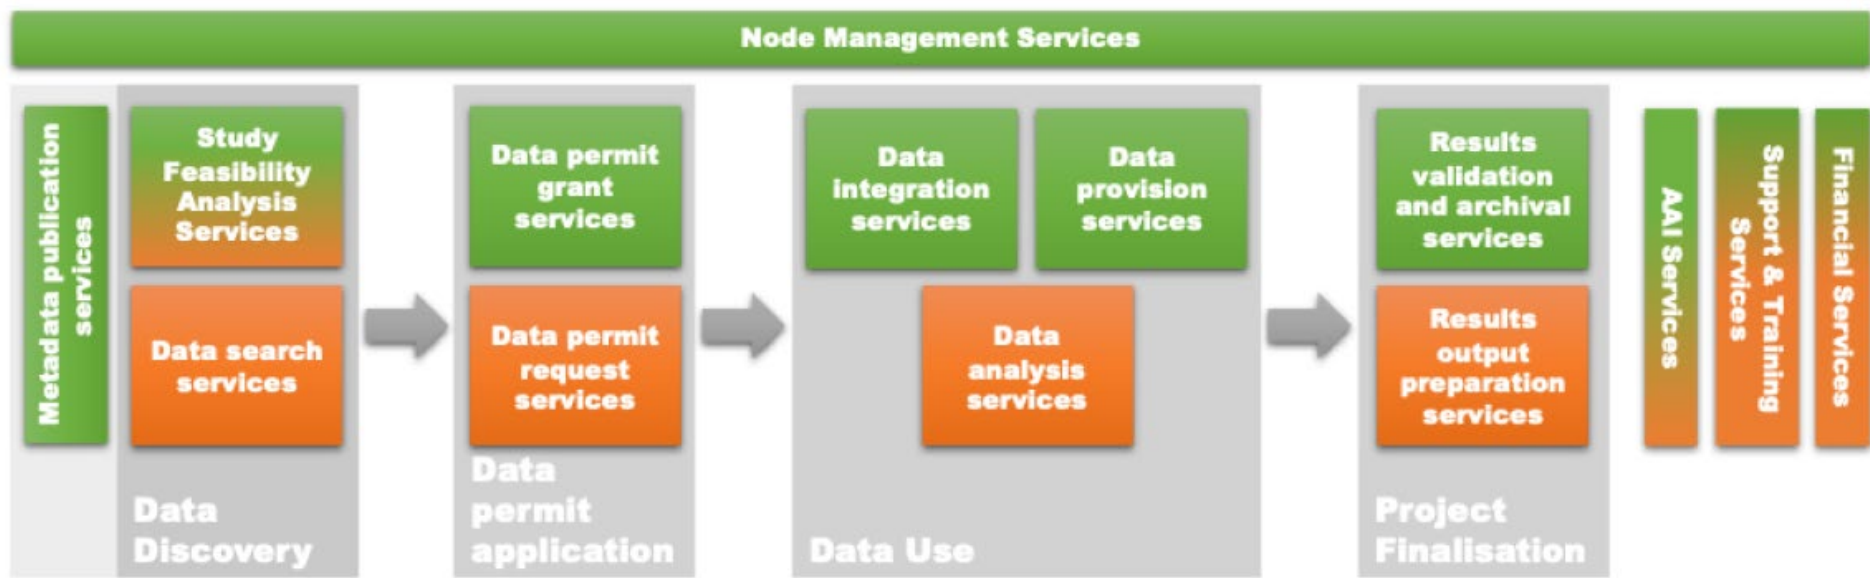 Node Management Services
Metadata publication
services
Study
Feasibility
Analysis
Services
Data search
services
Data
Discovery
Data permit
grant
services
Data permit
request
services
Data
permit
application
Data
integration
services
Data
provision
services
Data
analysis
services
Data Use
Results
validation
and archival
services
Results
output
preparation
services
Project
Finalisation
AAI Services
Support & Training
Services
Financial Services